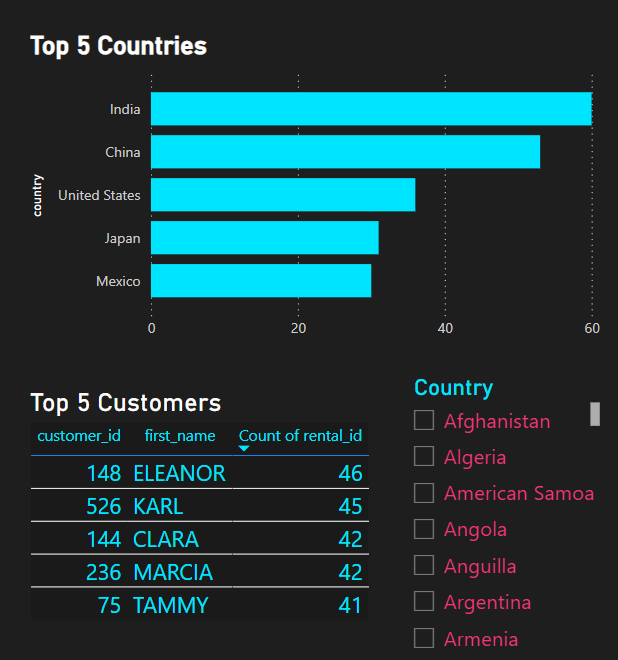 Top 5 Countries
country
India
China
United States
Japan
Mexico
0 20 40 60
Top 5 Customers
customer_id first_name Count of rental_id
148 ELEANOR 46
526 KARL 45
144 CLARA 42
236 MARCIA 42
75 TAMMY 41
Country
Afghanistan
Algeria
American Samoa
Angola
Anguilla
Argentina
Armenia